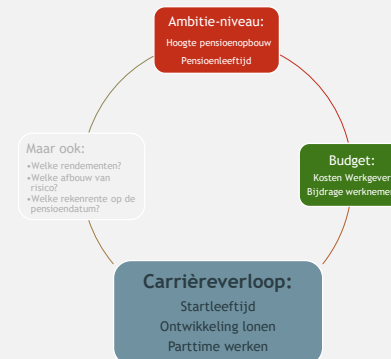 Ambitie-niveau:
Hoogte pensioenopbouw
Pensioenleeftijd
Budget:
Kosten Werkgever
Bijdrage werknemer
Carrièreverloop:
Startleeftijd
Ontwikkeling lonen
Parttime werken
Maar ook:
•Welke rendementen?
•Welke afbouw van
risico?
•Welke rekenrente op de
pensioendatum?